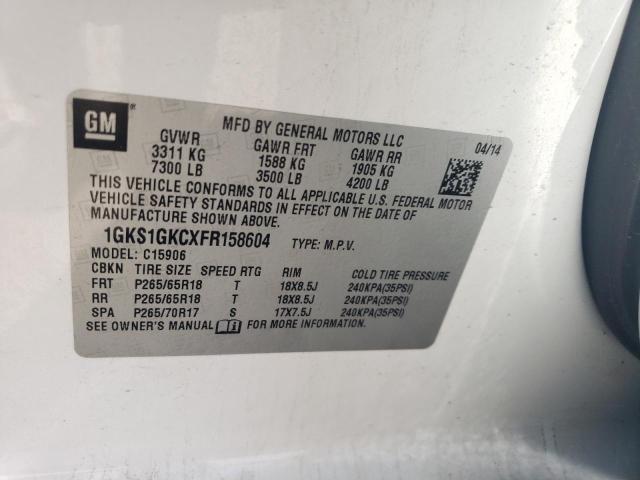 GM®
MFD BY GENERAL MOTORS LLC 04/14
GVWR GAWR FRT GAWR RR
3311 KG 1588 KG 1905 KG
7300 LB 3500 LB 4200 LB
THIS VEHICLE CONFORMS TO ALL APPLICABLE U.S. FEDERAL MOTOR
VEHICLE SAFETY STANDARDS IN EFFECT ON THE DATE OF
MANUFACTURE SHOWN ABOVE.
1GKS1GKCXFR158604 TYPE: M.P.V.
MODEL: C15906
CBKN TIRE SIZE SPEED RTG RIM COLD TIRE PRESSURE
FRT P265/65R18 T 18X8.5J 240KPA(35PSI)
RR P265/65R18 T 18X8.5J 240KPA(35PSI)
SPA P265/70R17 S 17X7.5J 240KPA(35PSI)
SEE OWNER'S MANUAL FOR MORE INFORMATION.